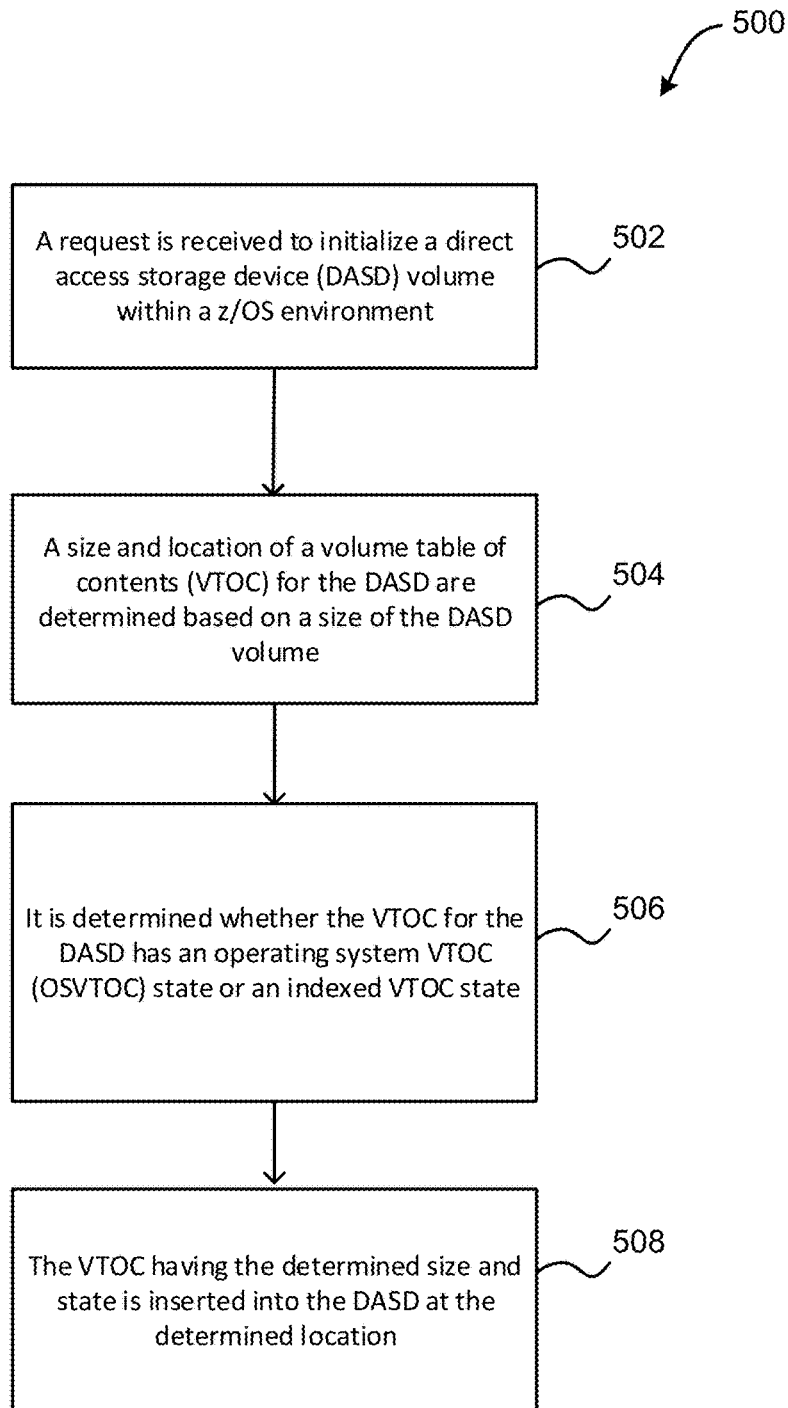 500
A request is received to initialize a direct
access storage device (DASD) volume
within a z/OS environment
502
A size and location of a volume table of
contents (VTOC) for the DASD are
determined based on a size of the DASD
volume
504
It is determined whether the VTOC for the
DASD has an operating system VTOC
(OSVTOC) state or an indexed VTOC state
506
The VTOC having the determined size and
state is inserted into the DASD at the
determined location
508